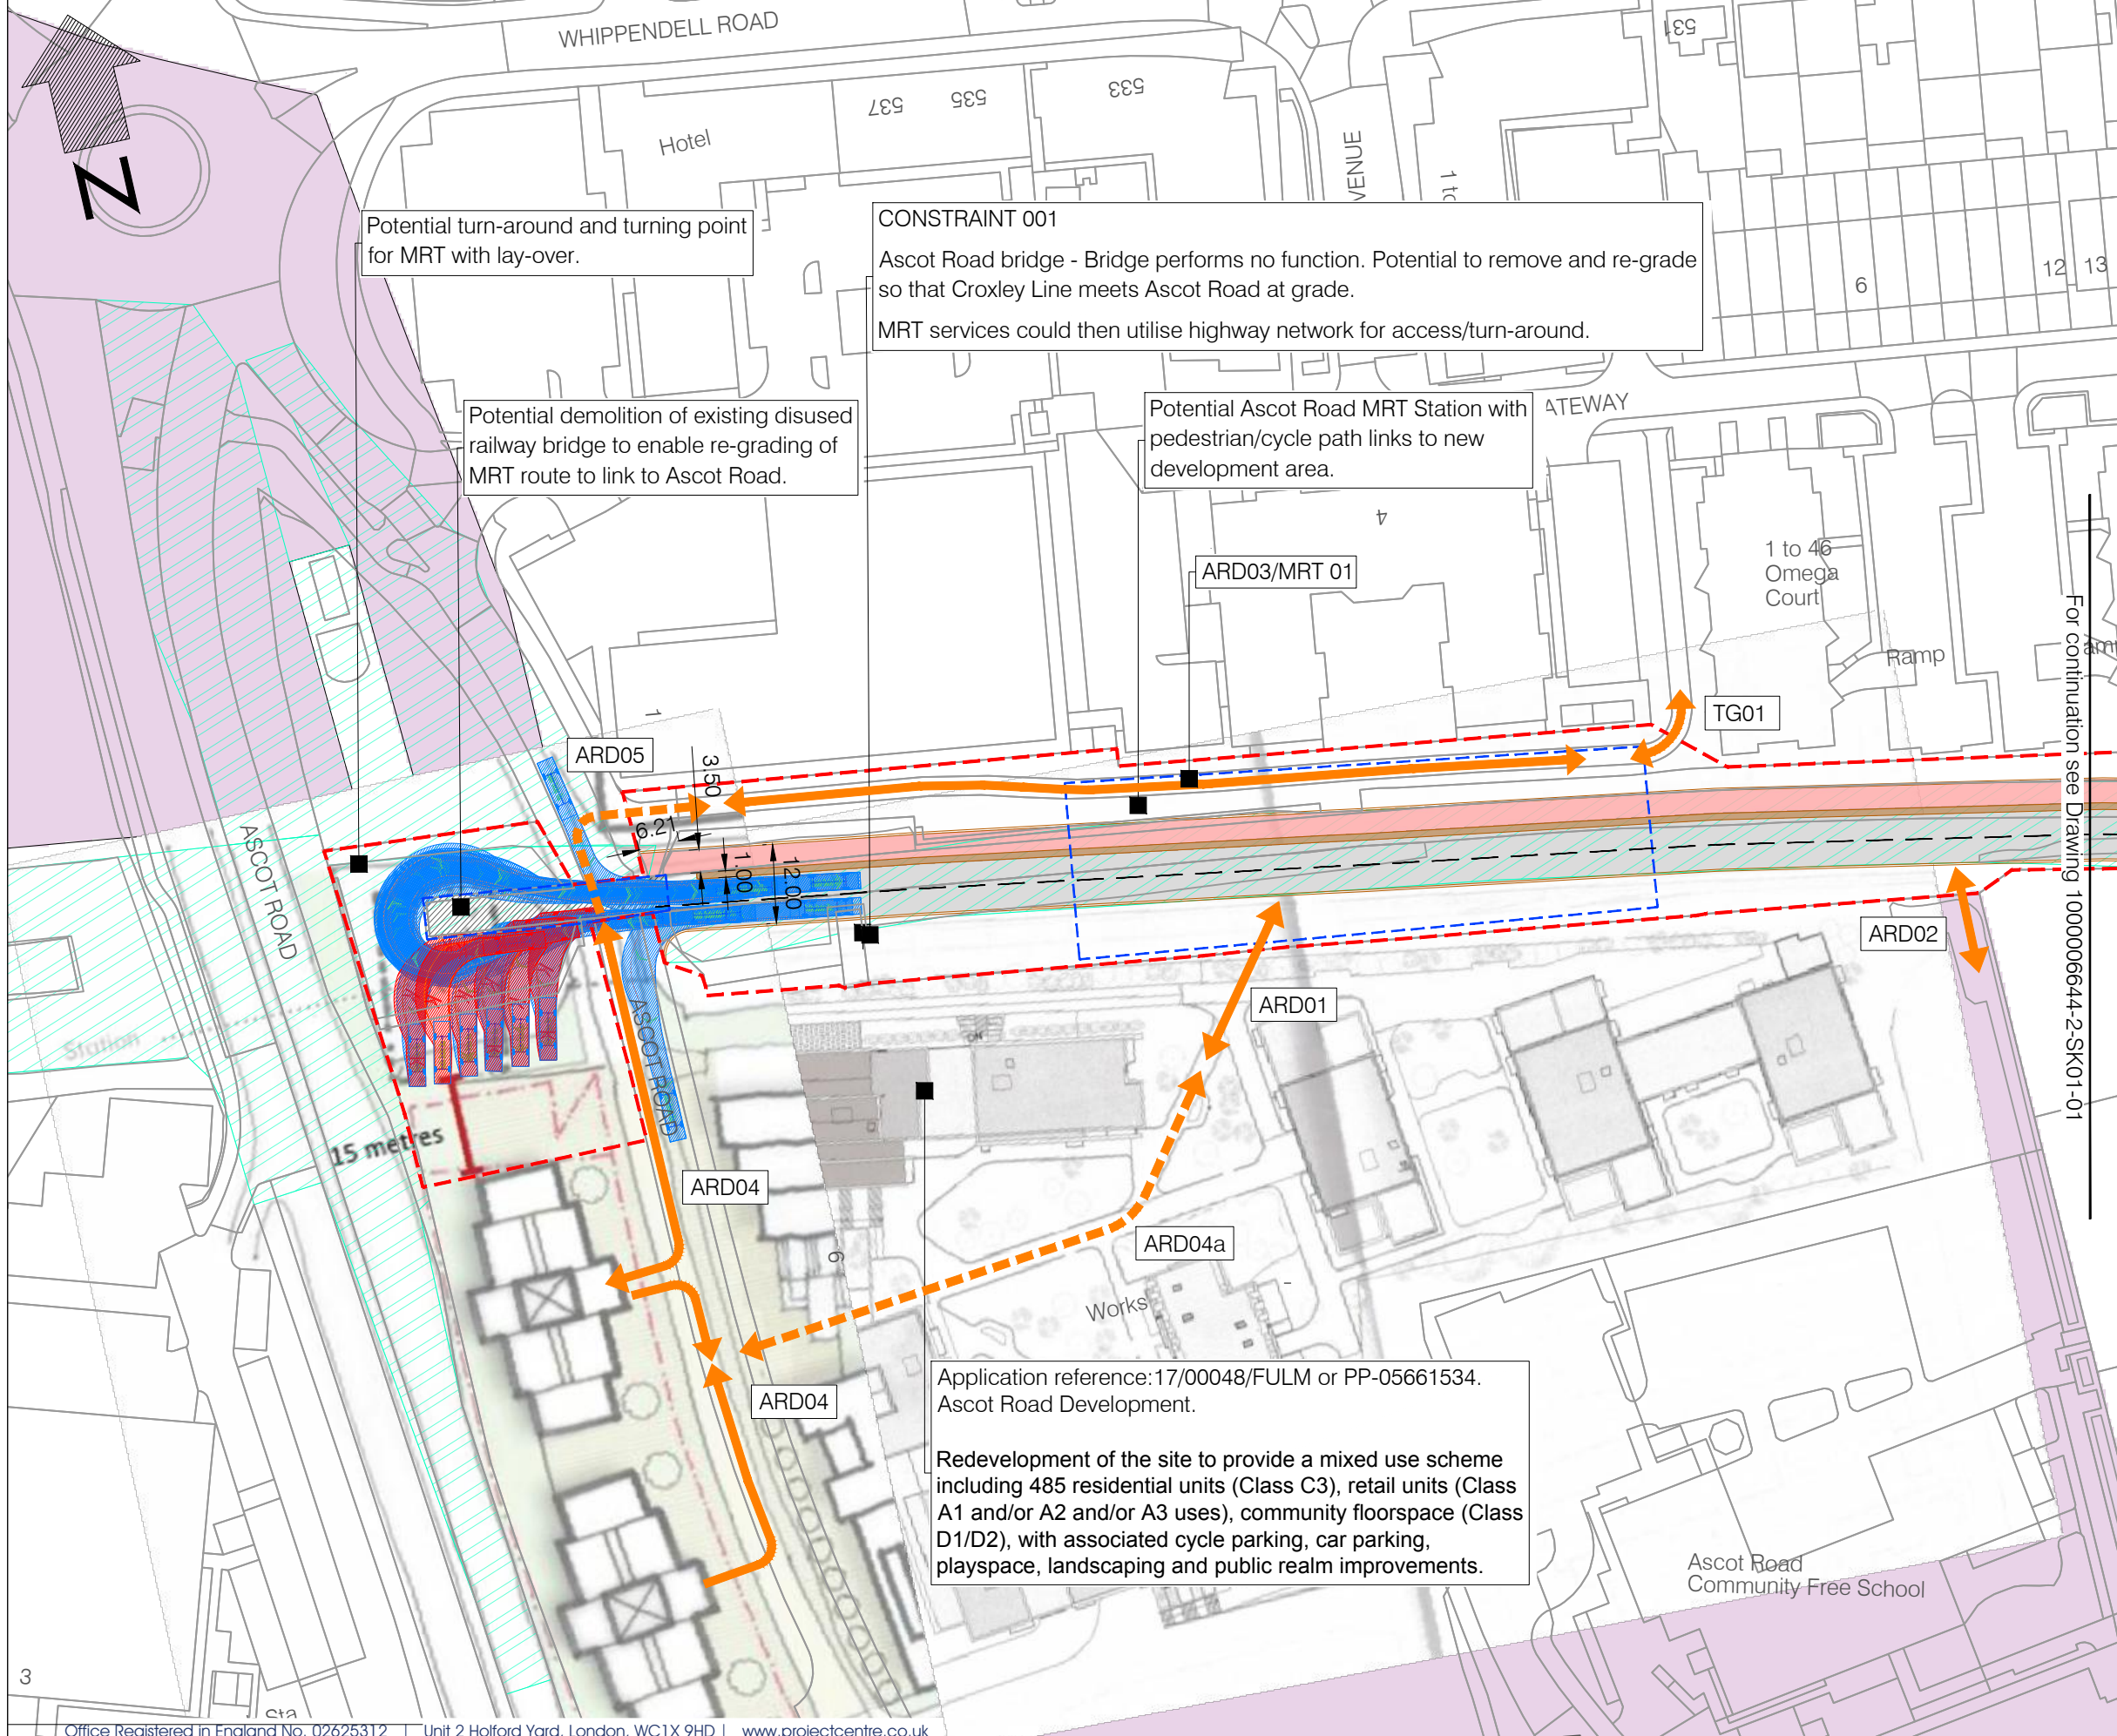 WHIPPENDELL ROAD
531
537
535
533
Hotel
N
VENUE
1 to
12
13
6
Potential turn-around and turning point
for MRT with lay-over.
CONSTRAINT 001
Ascot Road bridge - Bridge performs no function. Potential to remove and re-grade
so that Croxley Line meets Ascot Road at grade.
MRT services could then utilise highway network for access/turn-around.
Potential demolition of existing disused
railway bridge to enable re-grading of
MRT route to link to Ascot Road.
Potential Ascot Road MRT Station with
pedestrian/cycle path links to new
development area.
ATEWAY
4
1 to 46
Omega
Court
ARD03/MRT 01
Ramp
For continuation see Drawing 1000006644-2-SK01-01
TG01
1
ARD05
3.50
6.21
1.00
12.00
ASCOT ROAD
ARD02
ARD01
Station
ASCOT ROAD
15 metres
ARD04
ARD04a
6
Works
ARD04
Application reference:17/00048/FULM or PP-05661534.
Ascot Road Development.
Redevelopment of the site to provide a mixed use scheme
including 485 residential units (Class C3), retail units (Class
A1 and/or A2 and/or A3 uses), community floorspace (Class
D1/D2), with associated cycle parking, car parking,
playspace, landscaping and public realm improvements.
Ascot Road
Community Free School
3
Sta
Office Registered in England No. 02625312 | Unit 2 Holford Yard, London, WC1X 9HD | www.projectcentre.co.uk